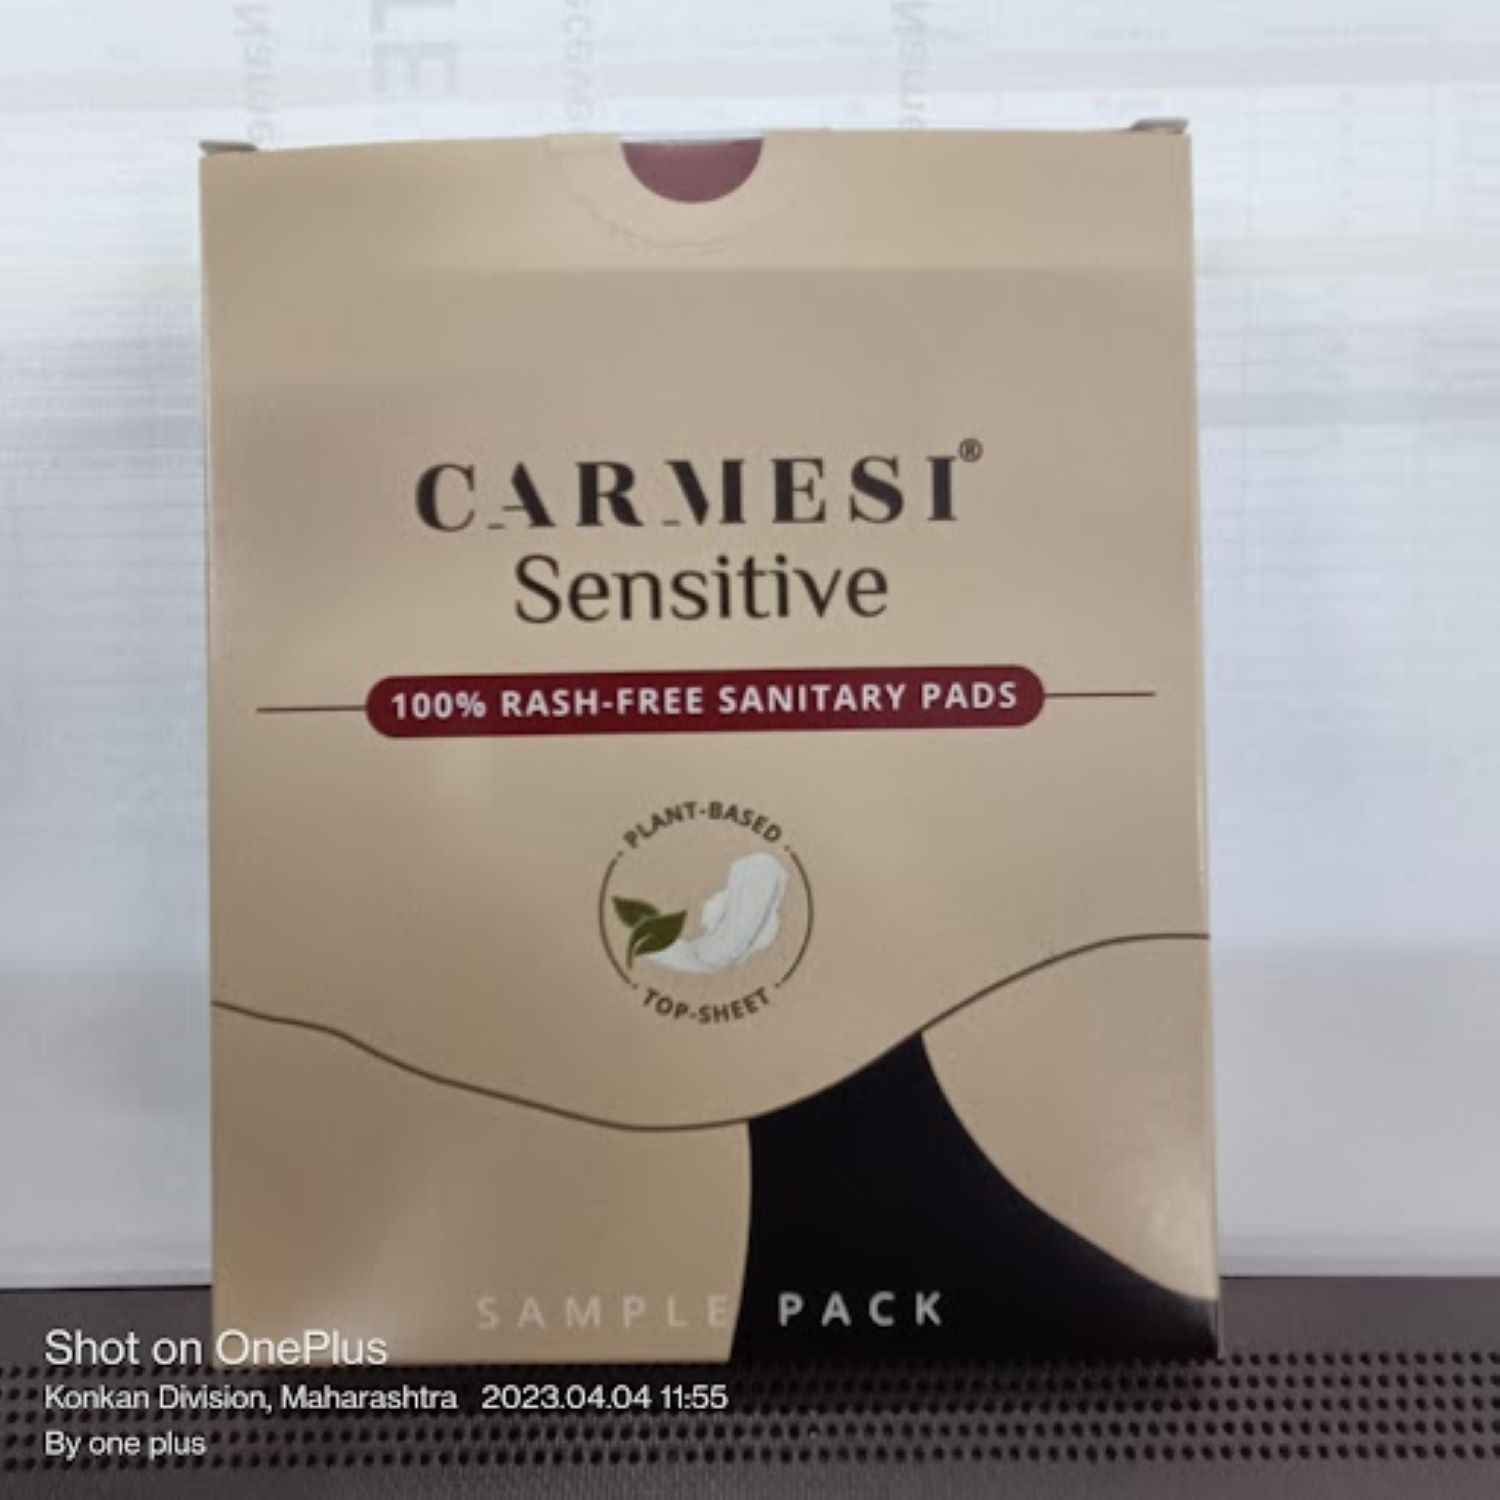 CARMESI®
Sensitive
100% RASH-FREE SANITARY PADS
PLANT-BASED
TOP-SHEET
SAMPLE PACK
Shot on OnePlus
Konkan Division, Maharashtra 2023.04.04 11:55
By one plus